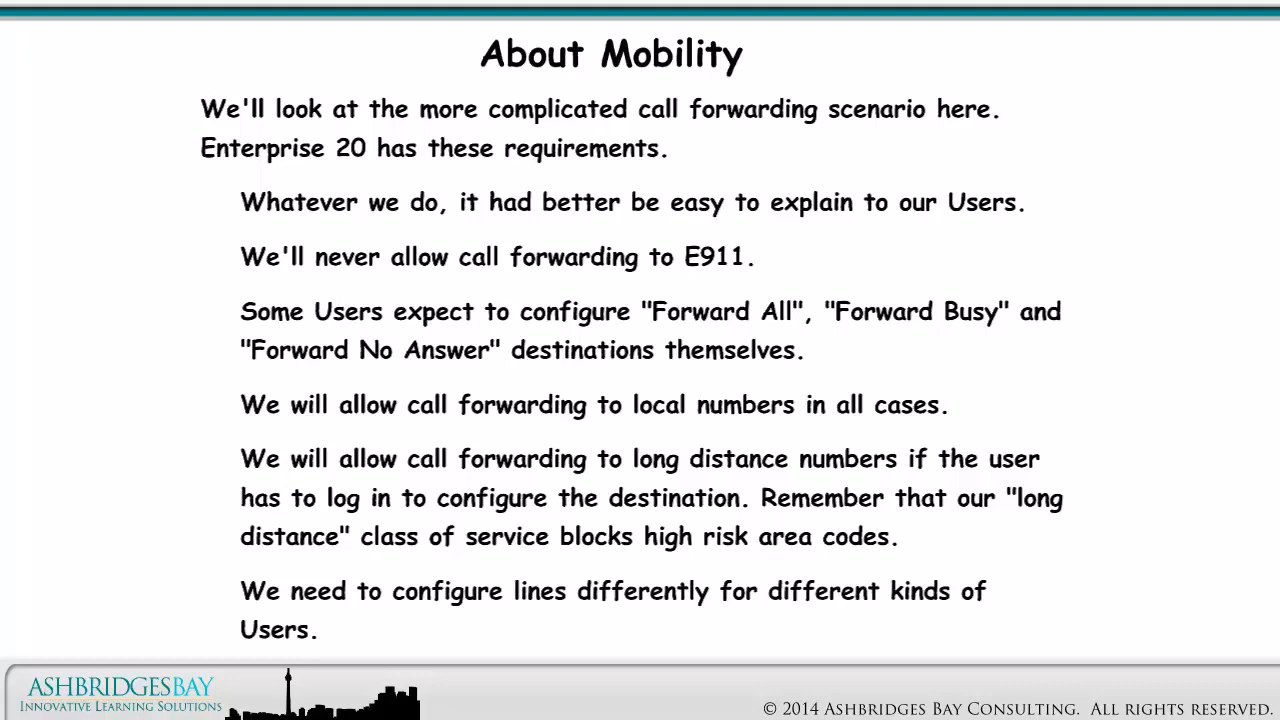 About Mobility
We'll look at the more complicated call forwarding scenario here.
Enterprise 20 has these requirements.
Whatever we do, it had better be easy to explain to our Users.
We'll never allow call forwarding to E911.
Some Users expect to configure "Forward All", "Forward Busy" and
"Forward No Answer" destinations themselves.
We will allow call forwarding to local numbers in all cases.
We will allow call forwarding to long distance numbers if the user
has to log in to configure the destination. Remember that our "long
distance" class of service blocks high risk area codes.
We need to configure lines differently for different kinds of
Users.
ASHBRIDGESBAY
INNOVATIVE LEARNING SOLUTIONS
© 2014 ASHBRIDGES BAY CONSULTING. ALL RIGHTS RESERVED.